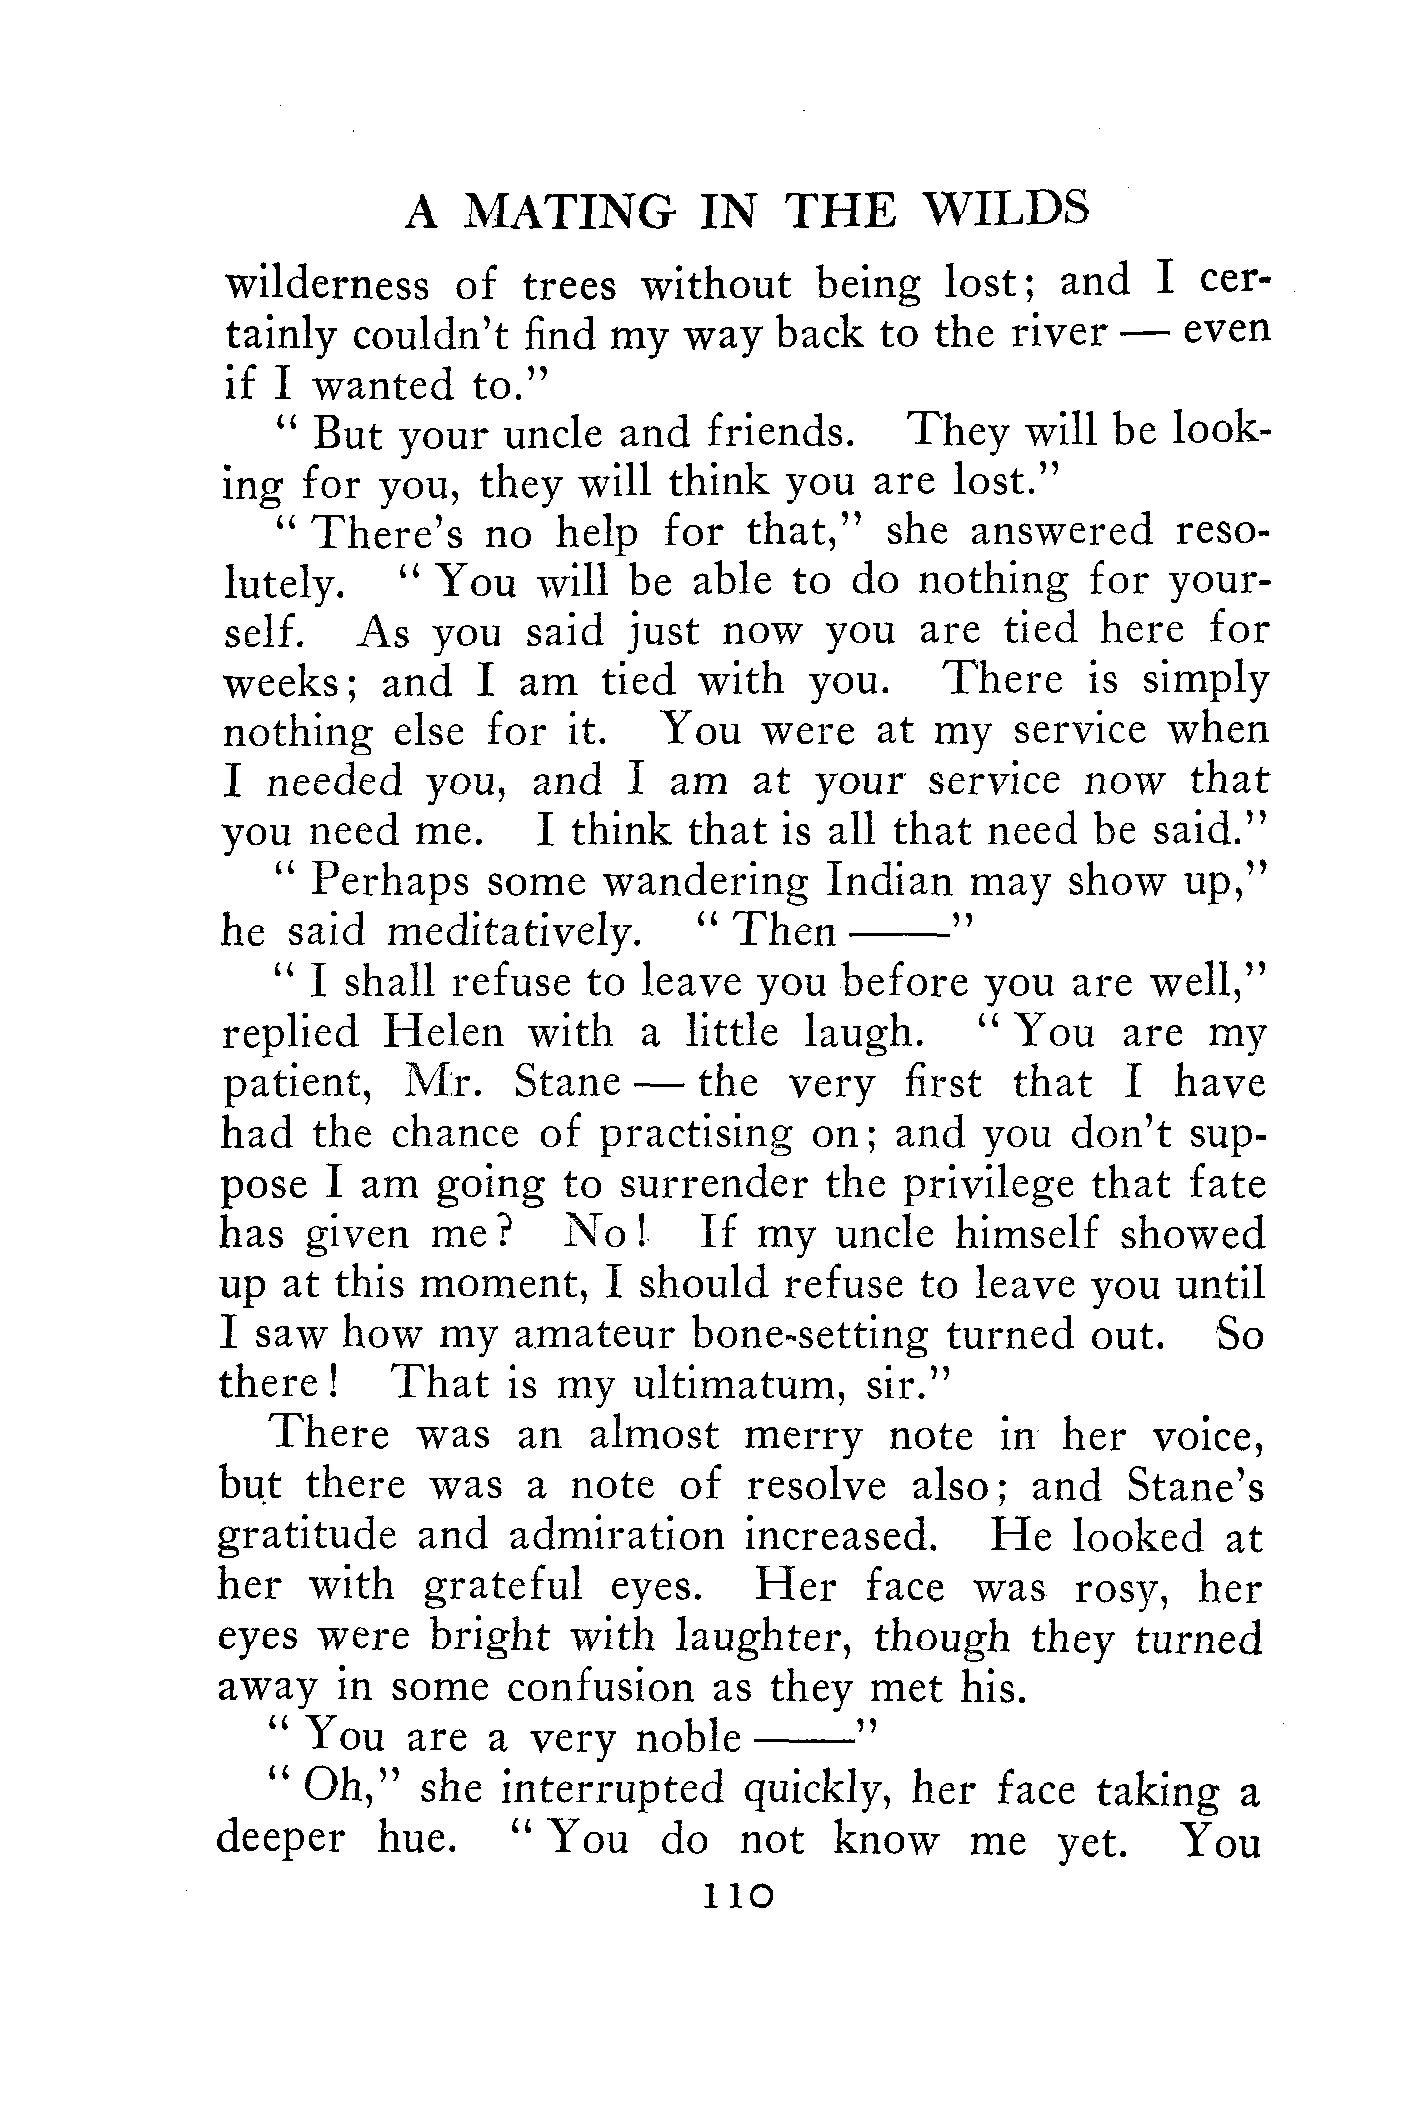 A MATING IN THE WILDS
wilderness of trees without being lost; and I cer-
tainly couldn't find my way back to the river — even
if I wanted to."
" But your uncle and friends. They will be look-
ing for you, they will think you are lost."
" There's no help for that," she answered reso-
lutely. " You will be able to do nothing for your-
self. As you said just now you are tied here for
weeks; and I am tied with you. There is simply
nothing else for it. You were at my service when
I needed you, and I am at your service now that
you need me. I think that is all that need be said."
" Perhaps some wandering Indian may show up,"
he said meditatively. " Then ——"
" I shall refuse to leave you before you are well,"
replied Helen with a little laugh. " You are my
patient, Mr. Stane — the very first that I have
had the chance of practising on; and you don't sup-
pose I am going to surrender the privilege that fate
has given me? No! If my uncle himself showed
up at this moment, I should refuse to leave you until
I saw how my amateur bone-setting turned out. So
there! That is my ultimatum, sir."
There was an almost merry note in her voice,
but there was a note of resolve also; and Stane's
gratitude and admiration increased. He looked at
her with grateful eyes. Her face was rosy, her
eyes were bright with laughter, though they turned
away in some confusion as they met his.
" You are a very noble ——"
" Oh," she interrupted quickly, her face taking a
deeper hue. " You do not know me yet. You
110